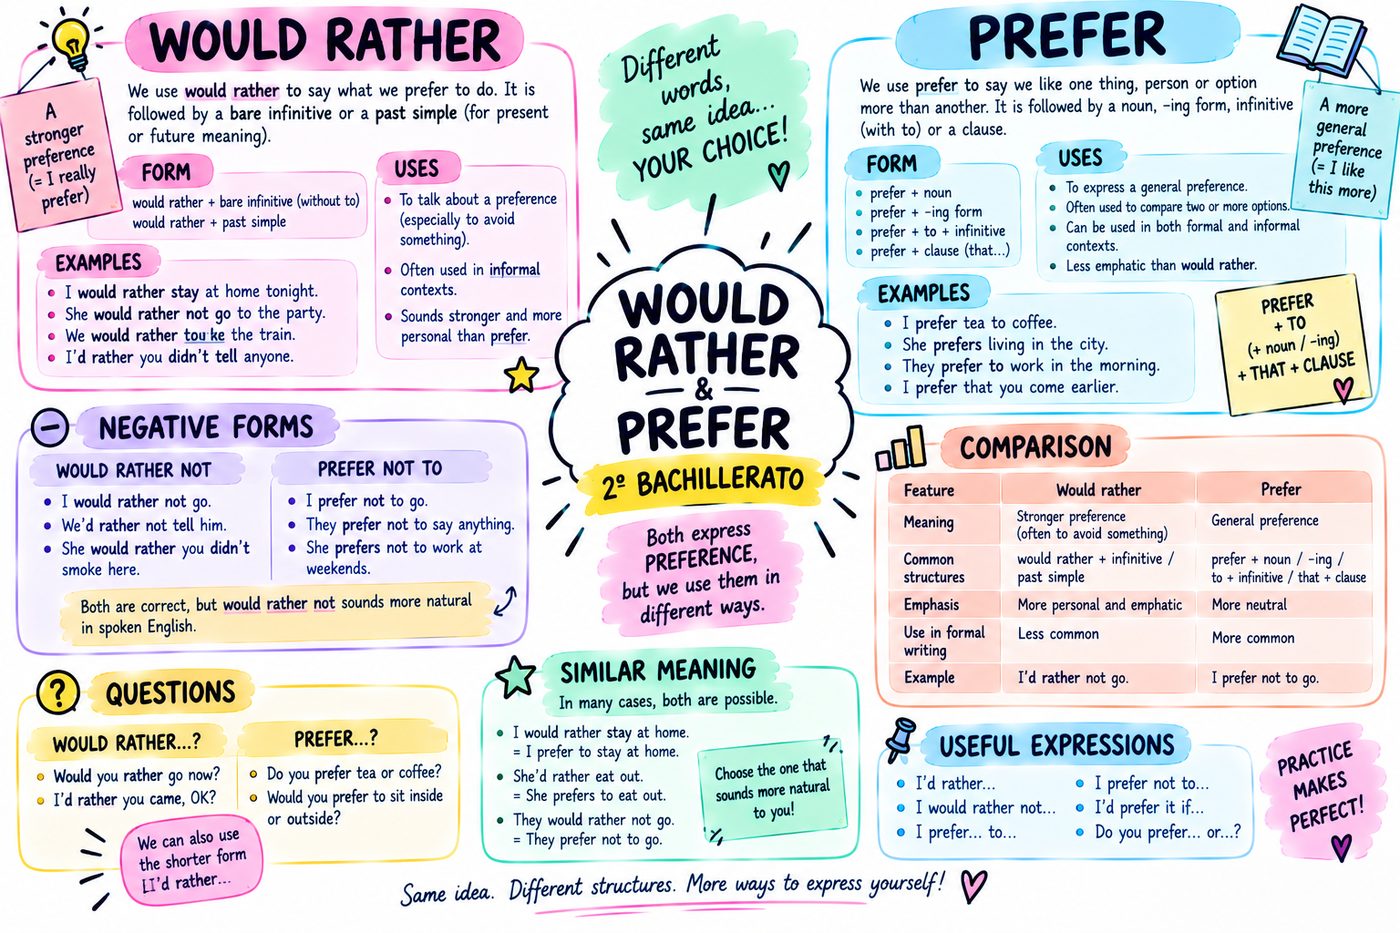 WOULD RATHER
A
stronger
preference
(= I really
prefer)
We use would rather to say what we prefer to do. It is
followed by a bare infinitive or a past simple (for present
or future meaning).
FORM
would rather + bare infinitive (without to)
would rather + past simple
USES
To talk about a preference
(especially to avoid
something).
Often used in informal
contexts.
Sounds stronger and more
personal than prefer.
EXAMPLES
I would rather stay at home tonight.
She would rather not go to the party.
We would rather the train.
I'd rather you didn't tell anyone.
Different
words,
same idea...
YOUR CHOICE!
WOULD
RATHER
&
PREFER
2º BACHILLERATO
Both express
PREFERENCE,
but we use them in
different ways.
PREFER
We use prefer to say we like one thing, person or option
more than another. It is followed by a noun, -ing form, infinitive
(with to) or a clause.
A more
general
preference
(= I like
this more)
FORM
prefer + noun
prefer + -ing form
prefer + to + infinitive
prefer + clause (that...)
USES
To express a general preference.
Often used to compare two or more options.
Can be used in both formal and informal
contexts.
Less emphatic than would rather.
EXAMPLES
I prefer tea to coffee.
She prefers living in the city.
They prefer to work in the morning.
I prefer that you come earlier.
PREFER
+ TO
(+ noun / -ing)
+ THAT + CLAUSE
NEGATIVE FORMS
WOULD RATHER NOT
I would rather not go.
We'd rather not tell him.
She would rather you didn't
smoke here.
PREFER NOT TO
I prefer not to go.
They prefer not to say anything.
She prefers not to work at
weekends.
Both are correct, but would rather not sounds more natural
in spoken English.
COMPARISON
Feature Would rather Prefer
Meaning Stronger preference General preference
(often to avoid something)
Common would rather + infinitive / prefer + noun / -ing /
structures past simple to + infinitive / that + clause
Emphasis More personal and emphatic More neutral
Use in formal Less common More common
writing
Example I'd rather not go. I prefer not to go.
QUESTIONS
WOULD RATHER...?
Would you rather go now?
I'd rather you came, OK?
PREFER...?
Do you prefer tea or coffee?
Would you prefer to sit inside
or outside?
We can also use
the shorter form
[I'd rather...
SIMILAR MEANING
In many cases, both are possible.
I would rather stay at home.
= I prefer to stay at home.
She'd rather eat out.
= She prefers to eat out.
They would rather not go.
= They prefer not to go.
Choose the one that
sounds more natural
to you!
USEFUL EXPRESSIONS
I'd rather...
I would rather not...
I prefer... to...
I prefer not to...
I'd prefer it if...
Do you prefer... or...?
PRACTICE
MAKES
PERFECT!
Same idea. Different structures. More ways to express yourself!